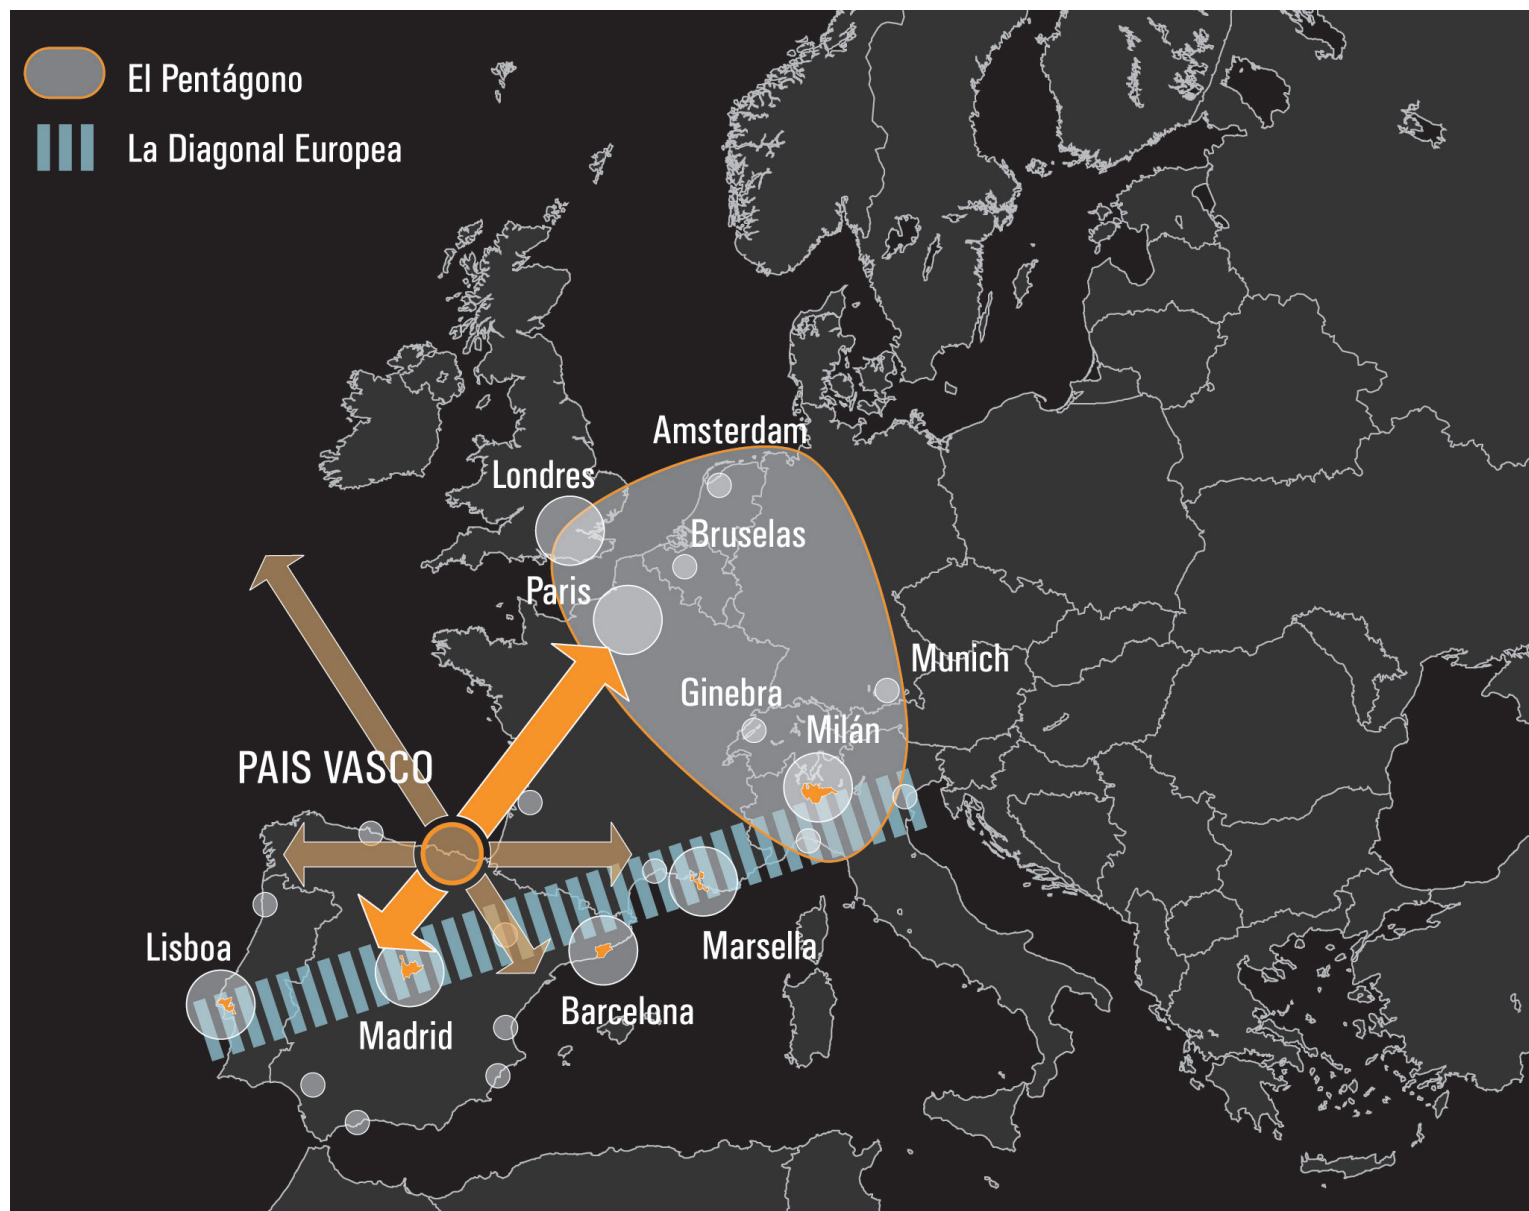 El Pentágono
La Diagonal Europea
Amsterdam
Londres
Bruselas
Paris
Munich
Ginebra
Milán
PAIS VASCO
Lisboa
Marsella
Barcelona
Madrid